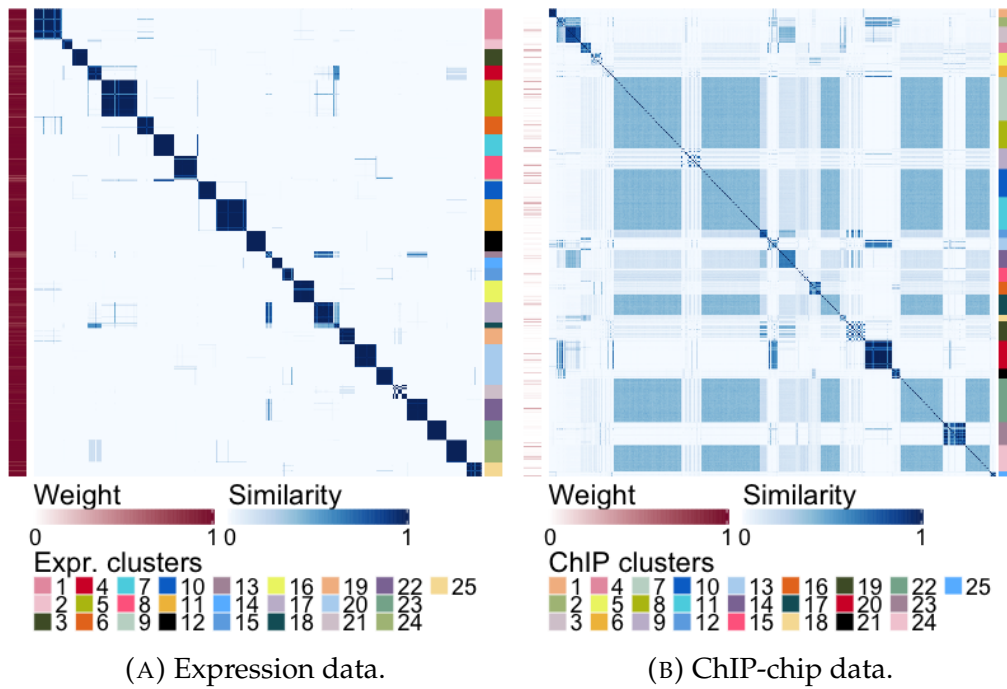 Weight Similarity
0 1 0 1
Expr. clusters
1 4 7 10 13 16 19 22 25
2 5 8 11 14 17 20 23
3 6 9 12 15 18 21 24
(A) Expression data.
Weight Similarity
0 1 0 1
ChIP clusters
1 4 7 10 13 16 19 22 25
2 5 8 11 14 17 20 23
3 6 9 12 15 18 21 24
(B) ChIP-chip data.